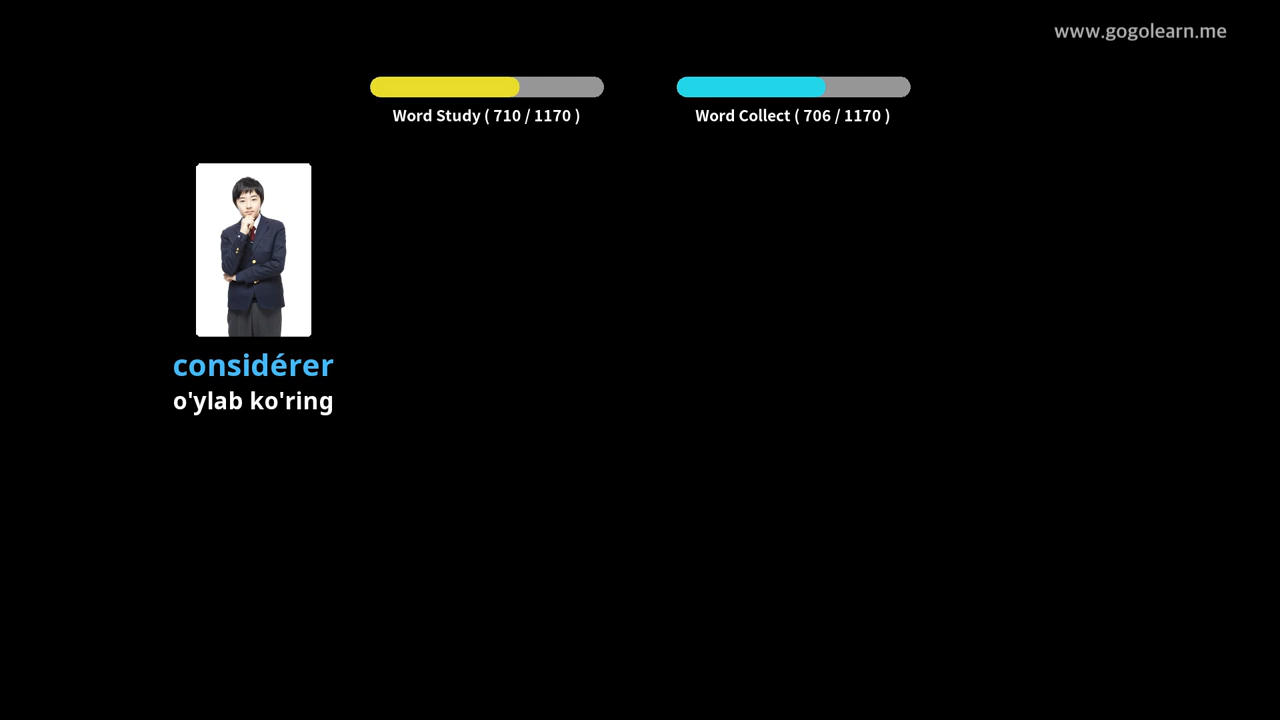 www.gogolearn.me
Word Study ( 710 / 1170 )
Word Collect ( 706 / 1170 )
considérer
o'ylab ko'ring